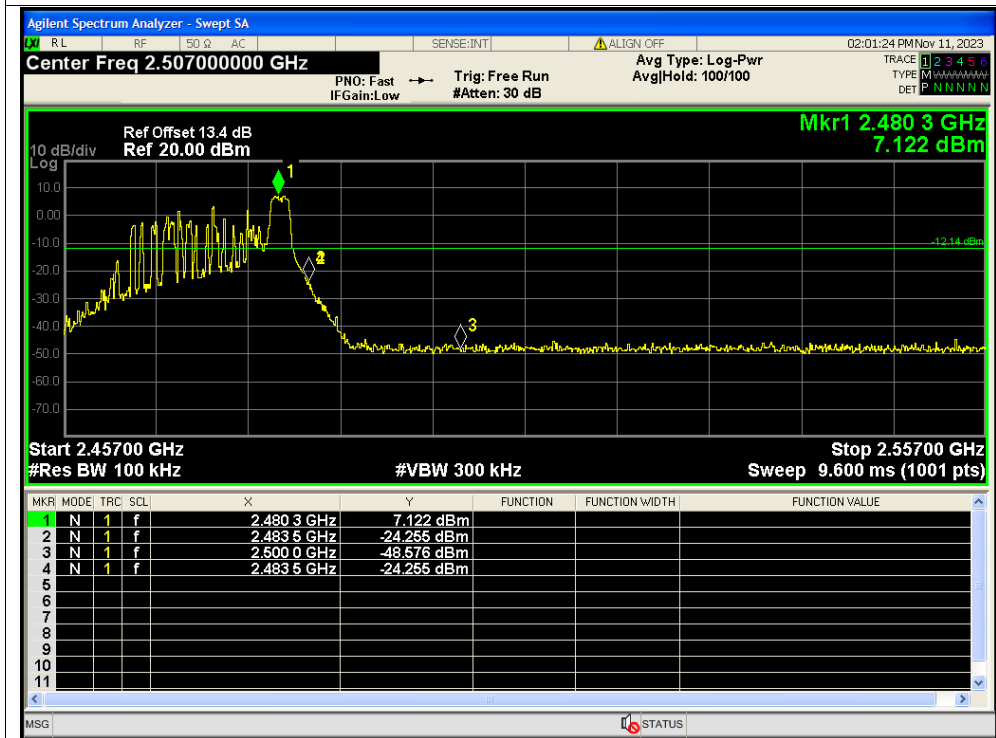 Agilent Spectrum Analyzer - Swept SA
LXI RL RF 50 Ω AC SENSE:INT ALIGN OFF 02:01:24 PM Nov 11, 2023
Center Freq 2.507000000 GHz
PNO: Fast
IFGain:Low
Trig: Free Run
#Atten: 30 dB
Avg Type: Log-Pwr
Avg|Hold: 100/100
TRACE 1 2 3 4 5 6
TYPE M
DET P N N N N N
Mkr1 2.480 3 GHz
7.122 dBm
Ref Offset 13.4 dB
10 dB/div Ref 20.00 dBm
Log
10.0
0.00
-10.0
-20.0
-30.0
-40.0
-50.0
-60.0
-70.0
1
3
-12.14 dBm
Start 2.45700 GHz Stop 2.55700 GHz
#Res BW 100 kHz #VBW 300 kHz Sweep 9.600 ms (1001 pts)
MKR MODE TRC SCL X Y FUNCTION FUNCTION WIDTH FUNCTION VALUE
1 N 1 f 2.480 3 GHz 7.122 dBm
2 N 1 f 2.483 5 GHz -24.255 dBm
3 N 1 f 2.500 0 GHz -48.576 dBm
4 N 1 f 2.483 5 GHz -24.255 dBm
5
6
7
8
9
10
11
MSG STATUS